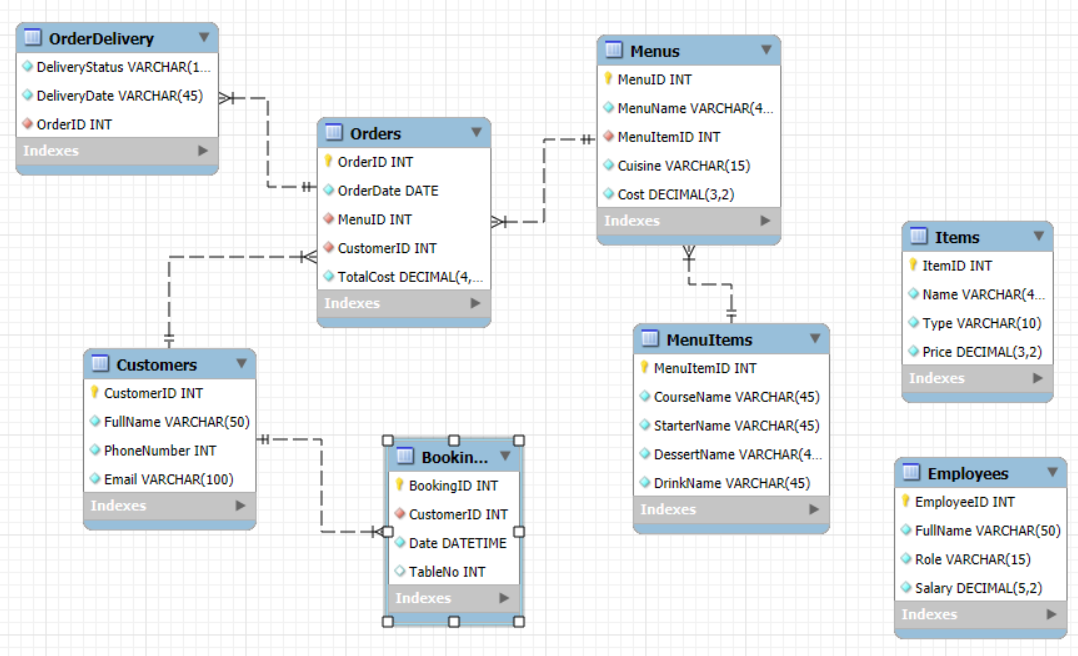 OrderDelivery
DeliveryStatus VARCHAR(1...
DeliveryDate VARCHAR(45)
OrderID INT
Indexes
Orders
OrderID INT
OrderDate DATE
MenuID INT
CustomerID INT
TotalCost DECIMAL(4,...
Indexes
Menus
MenuID INT
MenuName VARCHAR(4...
MenuItemID INT
Cuisine VARCHAR(15)
Cost DECIMAL(3,2)
Indexes
Items
ItemID INT
Name VARCHAR(4...
Type VARCHAR(10)
Price DECIMAL(3,2)
Indexes
Customers
CustomerID INT
FullName VARCHAR(50)
PhoneNumber INT
Email VARCHAR(100)
Indexes
Bookin...
BookingID INT
CustomerID INT
Date DATETIME
TableNo INT
Indexes
MenuItems
MenuItemID INT
CourseName VARCHAR(45)
StarterName VARCHAR(45)
DessertName VARCHAR(4...
DrinkName VARCHAR(45)
Indexes
Employees
EmployeeID INT
FullName VARCHAR(50)
Role VARCHAR(15)
Salary DECIMAL(5,2)
Indexes